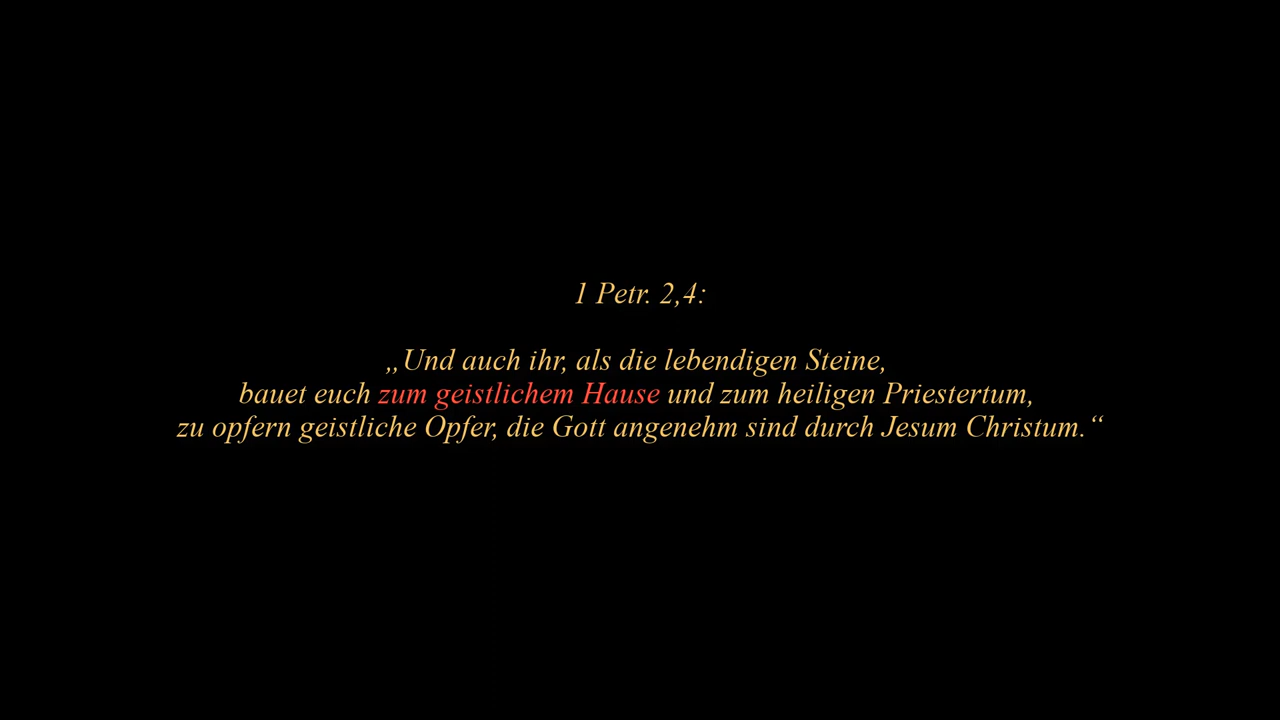 1 Petr. 2,4:
„Und auch ihr, als die lebendigen Steine,
bauet euch zum geistlichem Hause und zum heiligen Priestertum,
zu opfern geistliche Opfer, die Gott angenehm sind durch Jesum Christum.“